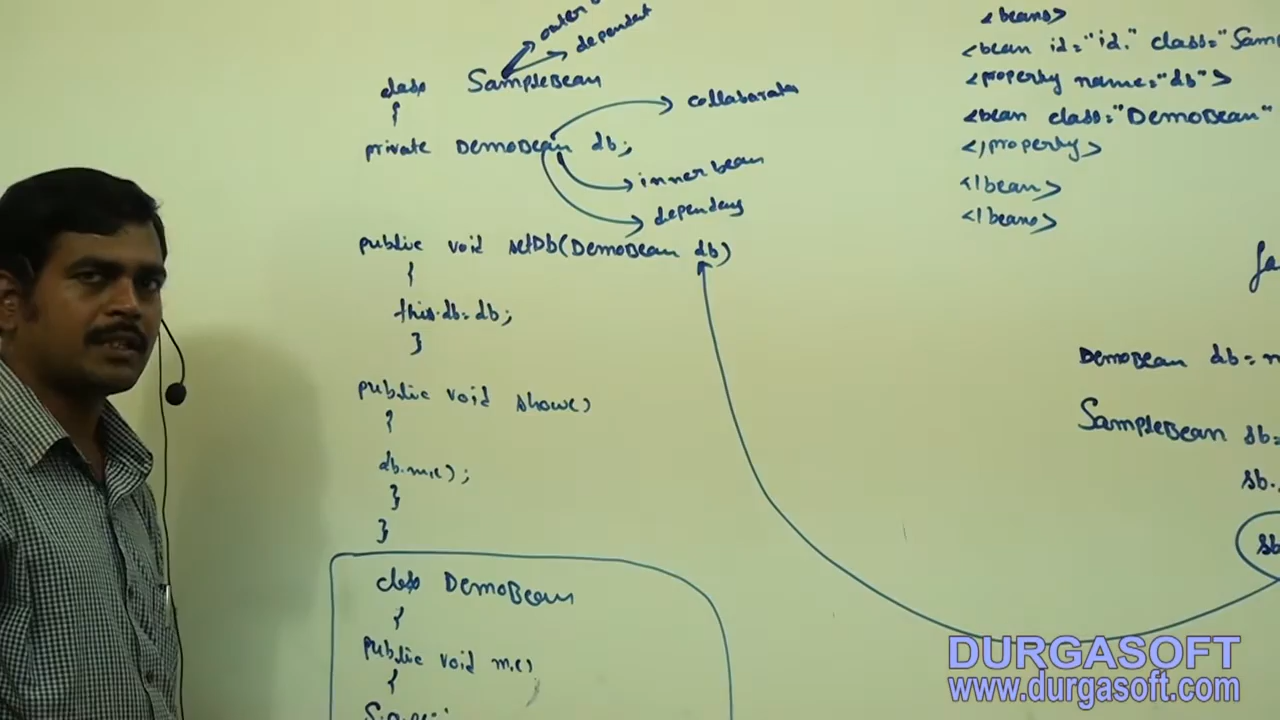 outer
dependent
class SampleBean
{
collaborator
private DemoBean db;
inner bean
dependency
public void setDb(DemoBean db)
{
this.db=db;
}
public void show()
{
db.m1();
}
}
class DemoBean
{
public void m1()
{
S.o.p
<beans>
<bean id="id" class="Sam
<property name="db">
<bean class="DemoBean"
</property>
</bean>
</beans>
DemoBean db=
SampleBean sb=
sb.
sb
DURGASOFT
www.durgasoft.com